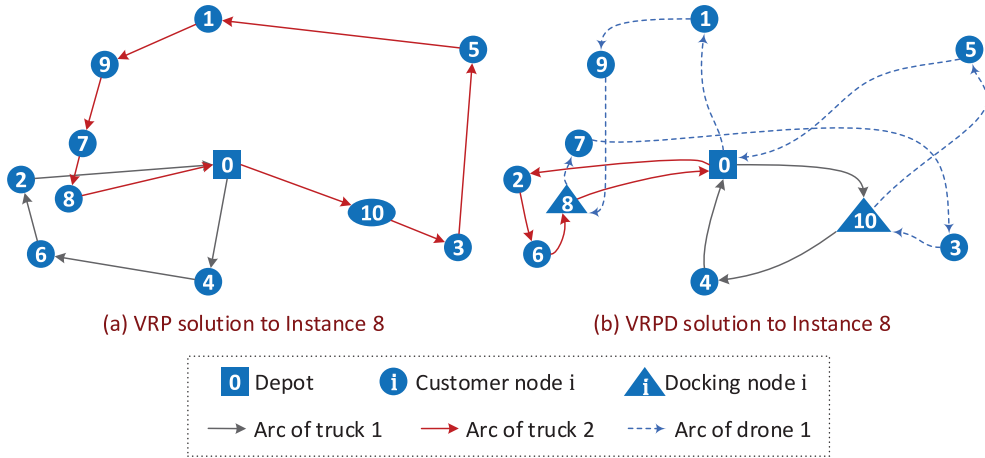 1
1
5
5
9
9
7
7
2
0
2
0
8
8
10
10
6
3
6
3
4
4
(a) VRP solution to Instance 8
(b) VRPD solution to Instance 8
0 Depot
i Customer node i
i Docking node i
Arc of truck 1
Arc of truck 2
Arc of drone 1